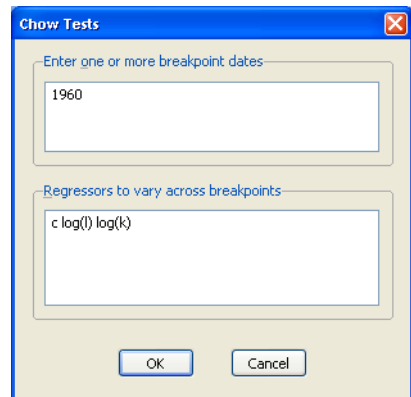 Chow Tests
Enter one or more breakpoint dates
1960
Regressors to vary across breakpoints
c log(l) log(k)
OK
Cancel